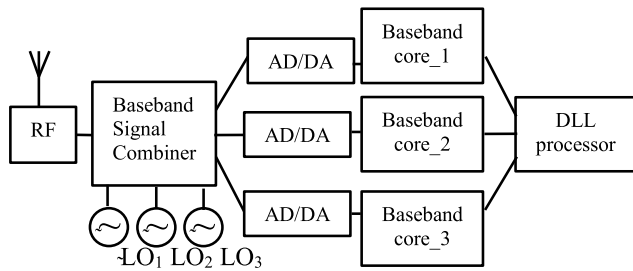 RF
Baseband
Signal
Combiner
AD/DA
AD/DA
AD/DA
Baseband
core_1
Baseband
core_2
Baseband
core_3
DLL
processor
~LO₁ LO₂ LO₃